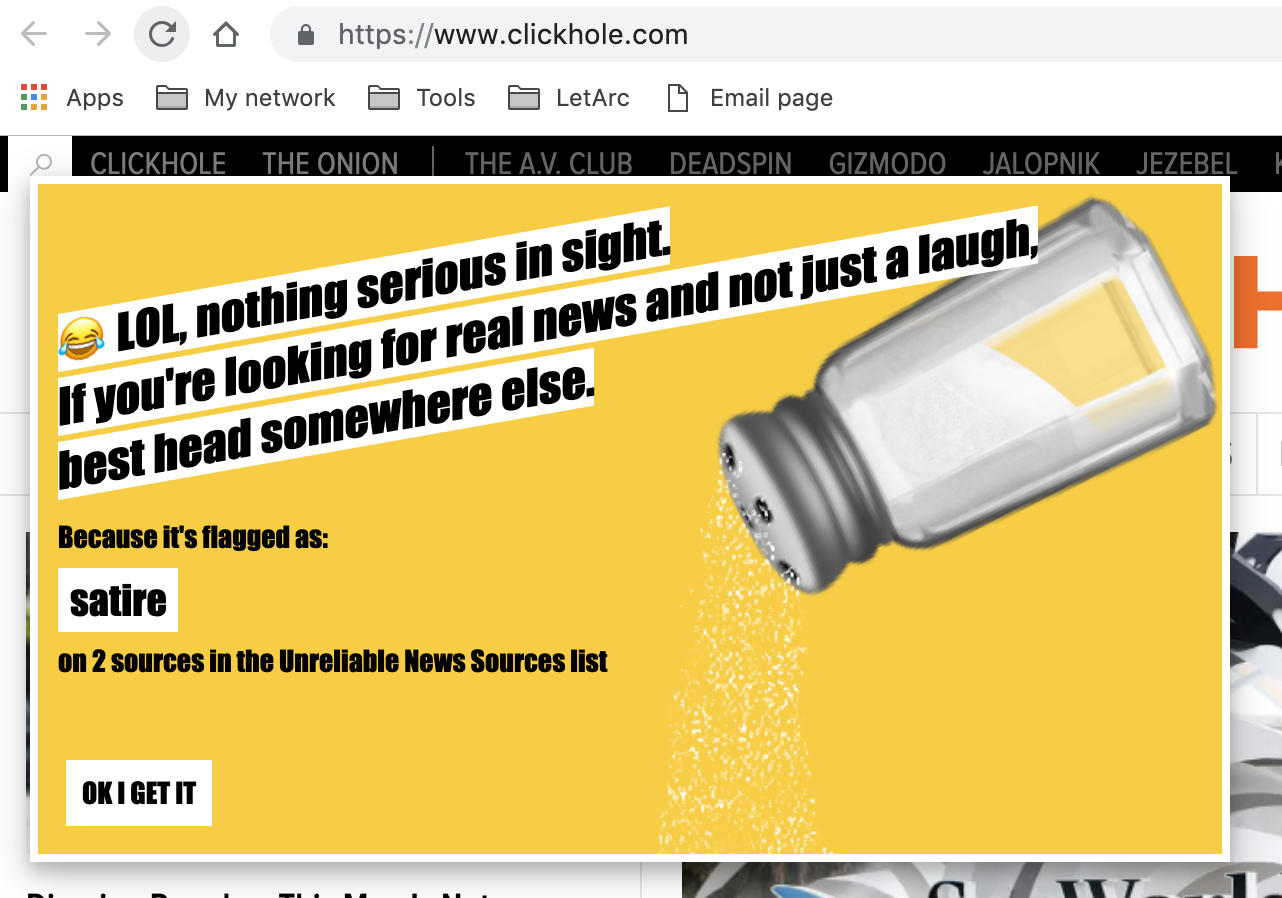 https://www.clickhole.com
Apps My network Tools LetArc Email page
CLICKHOLE THE ONION THE A.V. CLUB DEADSPIN GIZMODO JALOPNIK JEZEBEL
😂 LOL, nothing serious in sight.
If you're looking for real news and not just a laugh,
best head somewhere else.
Because it's flagged as:
satire
on 2 sources in the Unreliable News Sources list
OK I GET IT